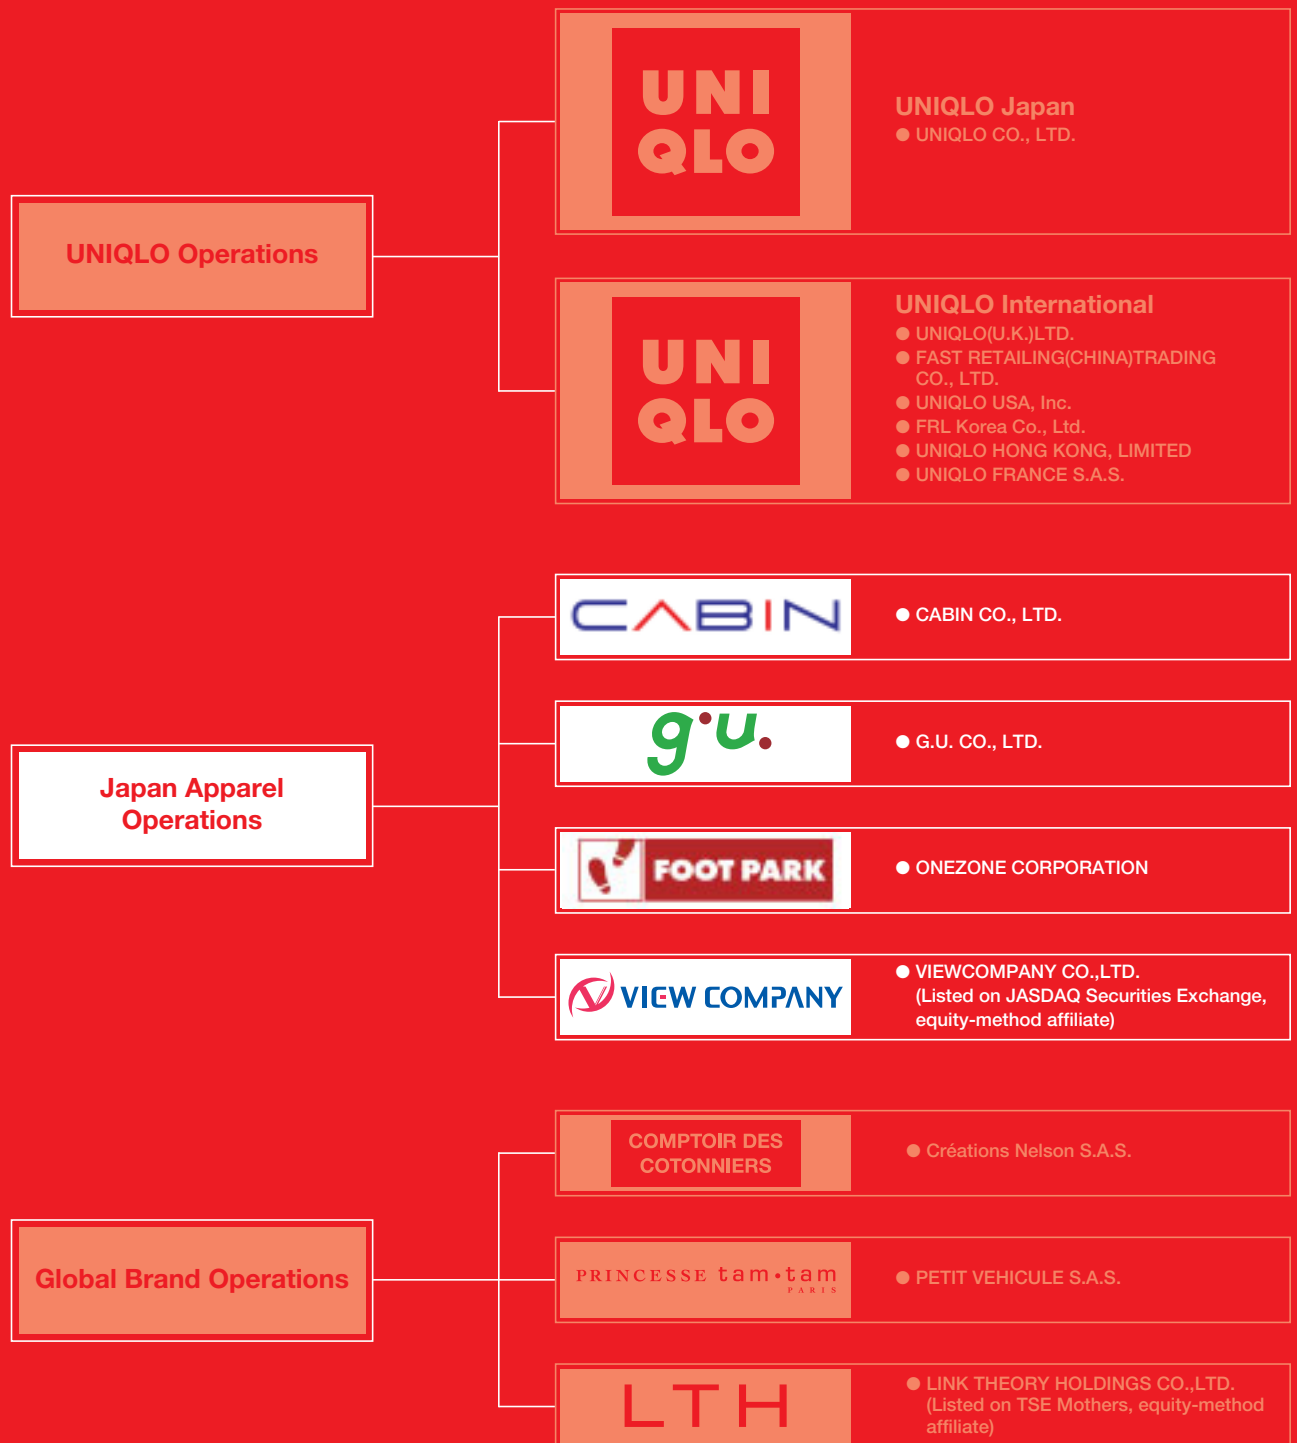 UNIQLO Operations
UNI
QLO
UNIQLO Japan
● UNIQLO CO., LTD.
UNI
QLO
UNIQLO International
● UNIQLO(U.K.)LTD.
● FAST RETAILING(CHINA)TRADING
CO., LTD.
● UNIQLO USA, Inc.
● FRL Korea Co., Ltd.
● UNIQLO HONG KONG, LIMITED
● UNIQLO FRANCE S.A.S.
Japan Apparel
Operations
CABIN
● CABIN CO., LTD.
g.u.
● G.U. CO., LTD.
FOOT PARK
● ONEZONE CORPORATION
VIEW COMPANY
● VIEWCOMPANY CO.,LTD.
(Listed on JASDAQ Securities Exchange,
equity-method affiliate)
Global Brand Operations
COMPTOIR DES
COTONNIERS
● Créations Nelson S.A.S.
PRINCESSE tam•tam
PARIS
● PETIT VEHICULE S.A.S.
LTH
● LINK THEORY HOLDINGS CO.,LTD.
(Listed on TSE Mothers, equity-method
affiliate)